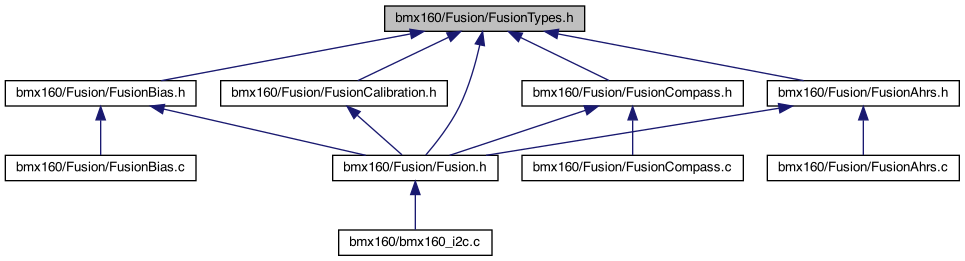 bmx160/Fusion/FusionTypes.h
bmx160/Fusion/FusionBias.h
bmx160/Fusion/FusionCalibration.h
bmx160/Fusion/FusionCompass.h
bmx160/Fusion/FusionAhrs.h
bmx160/Fusion/FusionBias.c
bmx160/Fusion/Fusion.h
bmx160/Fusion/FusionCompass.c
bmx160/Fusion/FusionAhrs.c
bmx160/bmx160_i2c.c